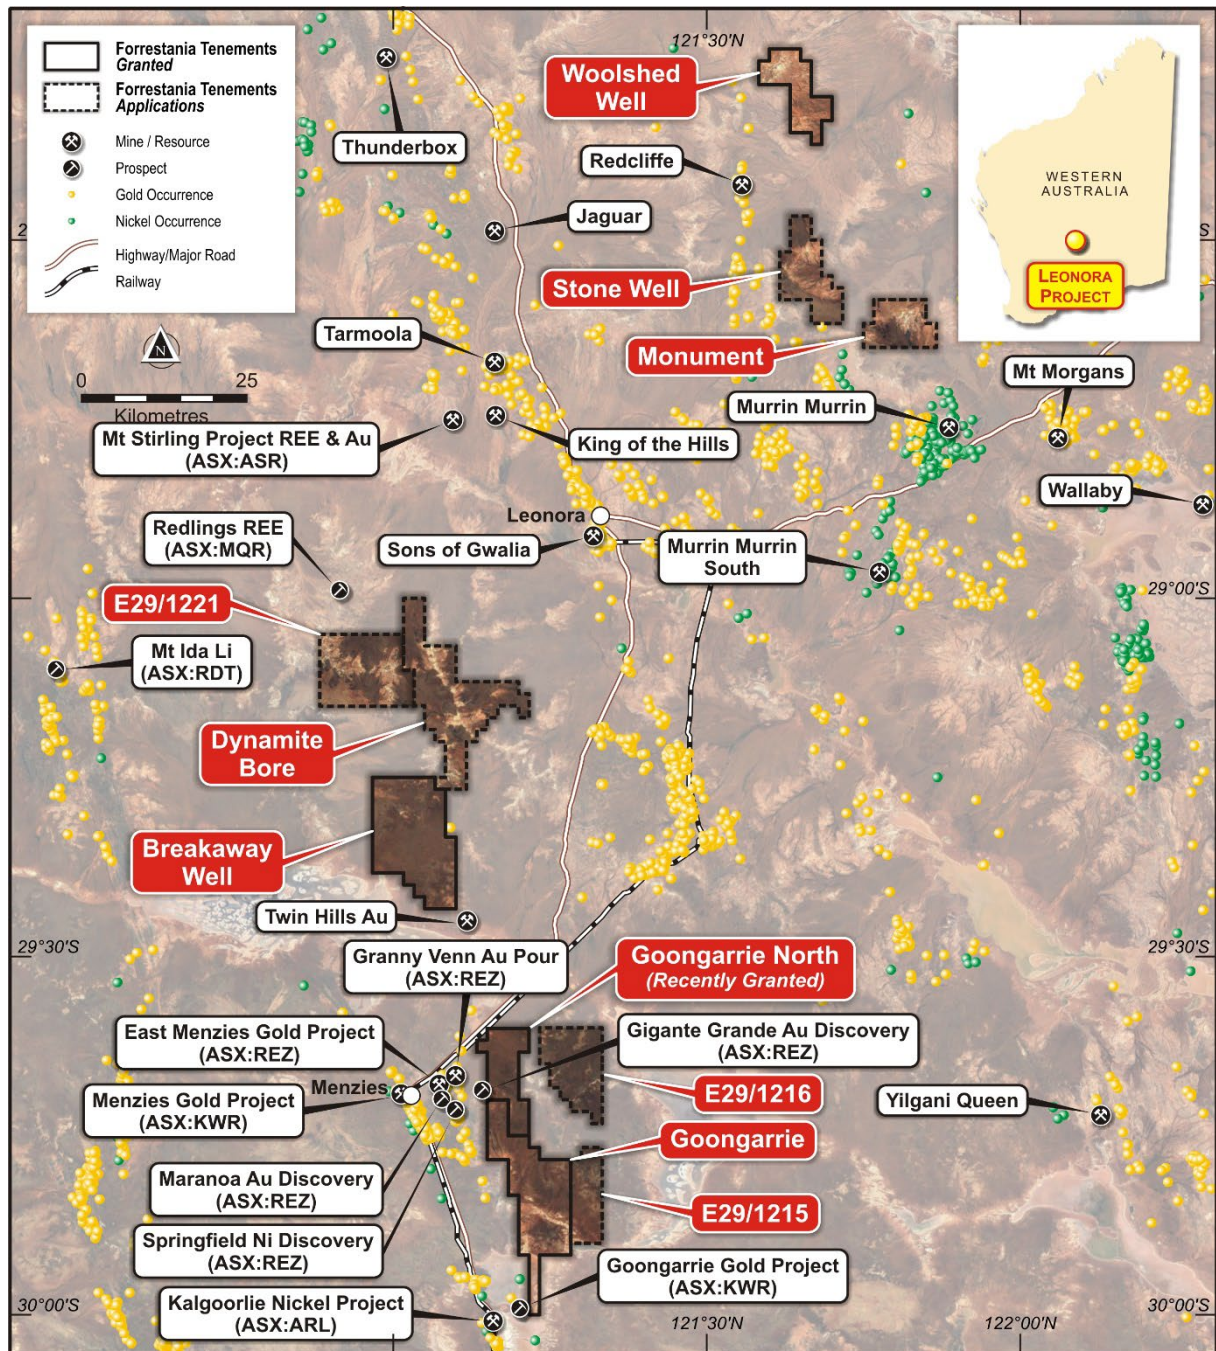 Forrestania Tenements
Granted
Forrestania Tenements
Applications
Mine / Resource
Prospect
Gold Occurrence
Nickel Occurrence
Highway/Major Road
Railway
N
0 25
Kilometres
121°30'N
WESTERN
AUSTRALIA
LEONORA
PROJECT
Woolshed
Well
Thunderbox
Redcliffe
Jaguar
Stone Well
Tarmoola
Monument
Mt Morgans
Murrin Murrin
Mt Stirling Project REE & Au
(ASX:ASR)
King of the Hills
Wallaby
Leonora
Redlings REE
(ASX:MQR)
Sons of Gwalia
Murrin Murrin
South
29°00'S
E29/1221
Mt Ida Li
(ASX:RDT)
Dynamite
Bore
Breakaway
Well
Twin Hills Au
29°30'S
29°30'S
Granny Venn Au Pour
(ASX:REZ)
Goongarrie North
(Recently Granted)
East Menzies Gold Project
(ASX:REZ)
Gigante Grande Au Discovery
(ASX:REZ)
Menzies
Menzies Gold Project
(ASX:KWR)
E29/1216
Yilgani Queen
Goongarrie
Maranoa Au Discovery
(ASX:REZ)
E29/1215
Springfield Ni Discovery
(ASX:REZ)
Goongarrie Gold Project
(ASX:KWR)
Kalgoorlie Nickel Project
(ASX:ARL)
30°00'S
30°00'S
121°30'N
122°00'N